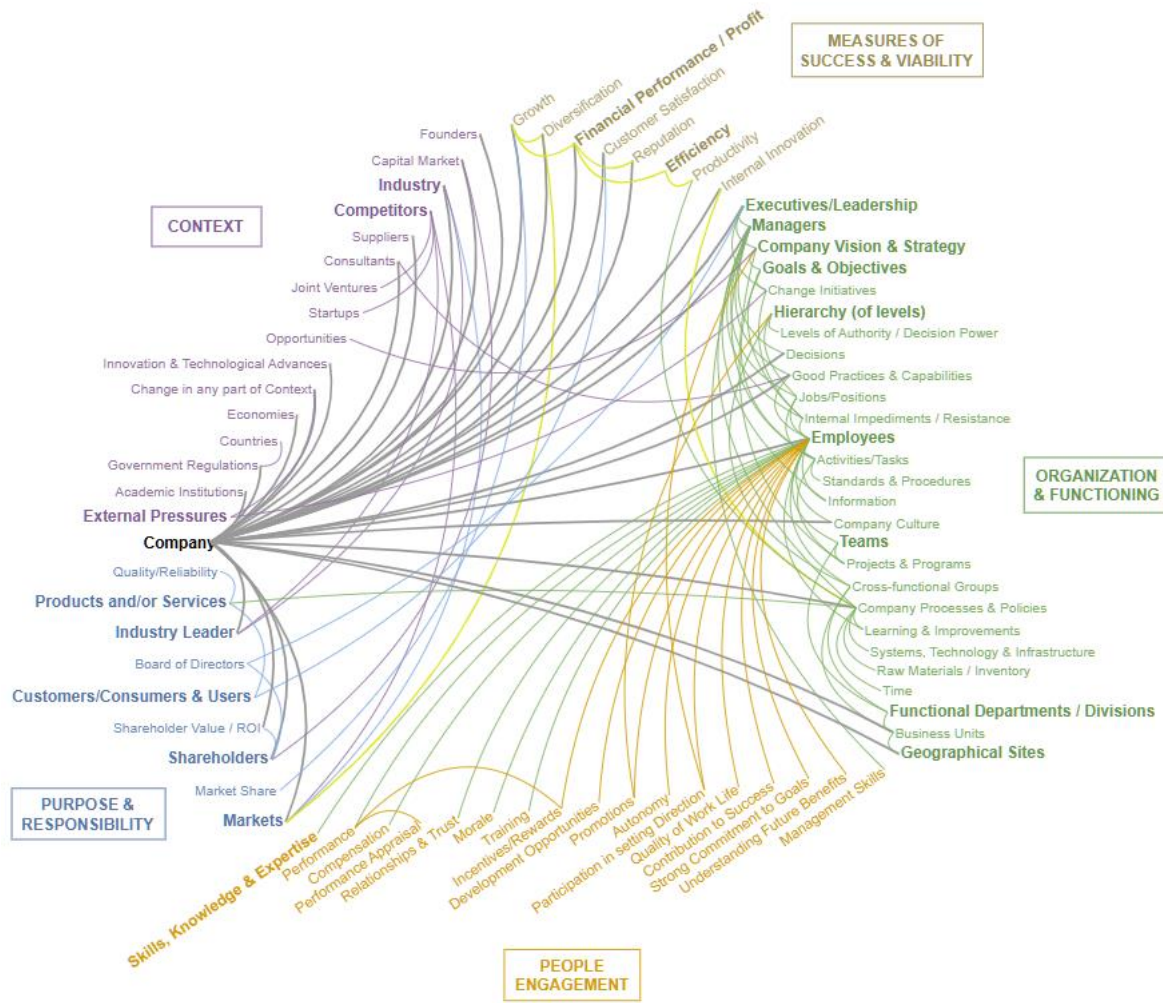 MEASURES OF
SUCCESS & VIABILITY
Growth
Diversification
Financial Performance / Profit
Customer Satisfaction
Reputation
Efficiency
Productivity
Internal Innovation
CONTEXT
Founders
Capital Market
Industry
Competitors
Suppliers
Consultants
Joint Ventures
Startups
Opportunities
Innovation & Technological Advances
Change in any part of Context
Economies
Countries
Government Regulations
Academic Institutions
External Pressures
Company
Quality/Reliability
Products and/or Services
Industry Leader
Board of Directors
Customers/Consumers & Users
Shareholder Value / ROI
Shareholders
Market Share
Markets
PURPOSE &
RESPONSIBILITY
Executives/Leadership
Managers
Company Vision & Strategy
Goals & Objectives
Change Initiatives
Hierarchy (of levels)
Levels of Authority / Decision Power
Decisions
Good Practices & Capabilities
Jobs/Positions
Internal Impediments / Resistance
Employees
Activities/Tasks
Standards & Procedures
Information
Company Culture
Teams
Projects & Programs
Cross-functional Groups
Company Processes & Policies
Learning & Improvements
Systems, Technology & Infrastructure
Raw Materials / Inventory
Time
Functional Departments / Divisions
Business Units
Geographical Sites
ORGANIZATION
& FUNCTIONING
Skills, Knowledge & Expertise
Performance
Compensation
Performance Appraisal
Relationships & Trust
Morale
Training
Incentives/Rewards
Development Opportunities
Promotions
Autonomy
Participation in setting Direction
Quality of Work Life
Contribution to Success
Strong Commitment to Goals
Understanding Future Benefits
Management Skills
PEOPLE
ENGAGEMENT